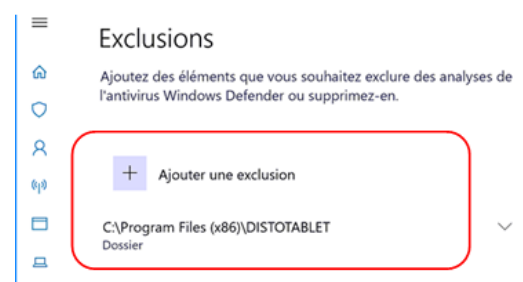 Exclusions
Ajoutez des éléments que vous souhaitez exclure des analyses de
l'antivirus Windows Defender ou supprimez-en.
+ Ajouter une exclusion
C:\Program Files (x86)\DISTOTABLET
Dossier